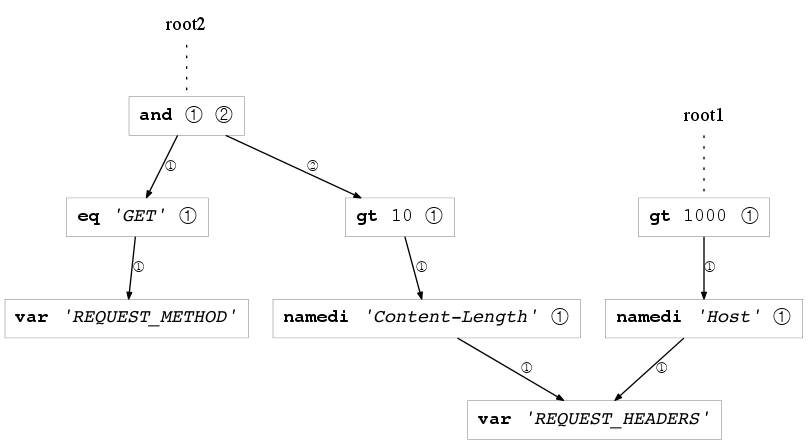 root2
and ① ②
root1
① ②
eq 'GET' ①
gt 10 ①
gt 1000 ①
① ① ①
var 'REQUEST_METHOD'
namedi 'Content-Length' ①
namedi 'Host' ①
① ①
var 'REQUEST_HEADERS'